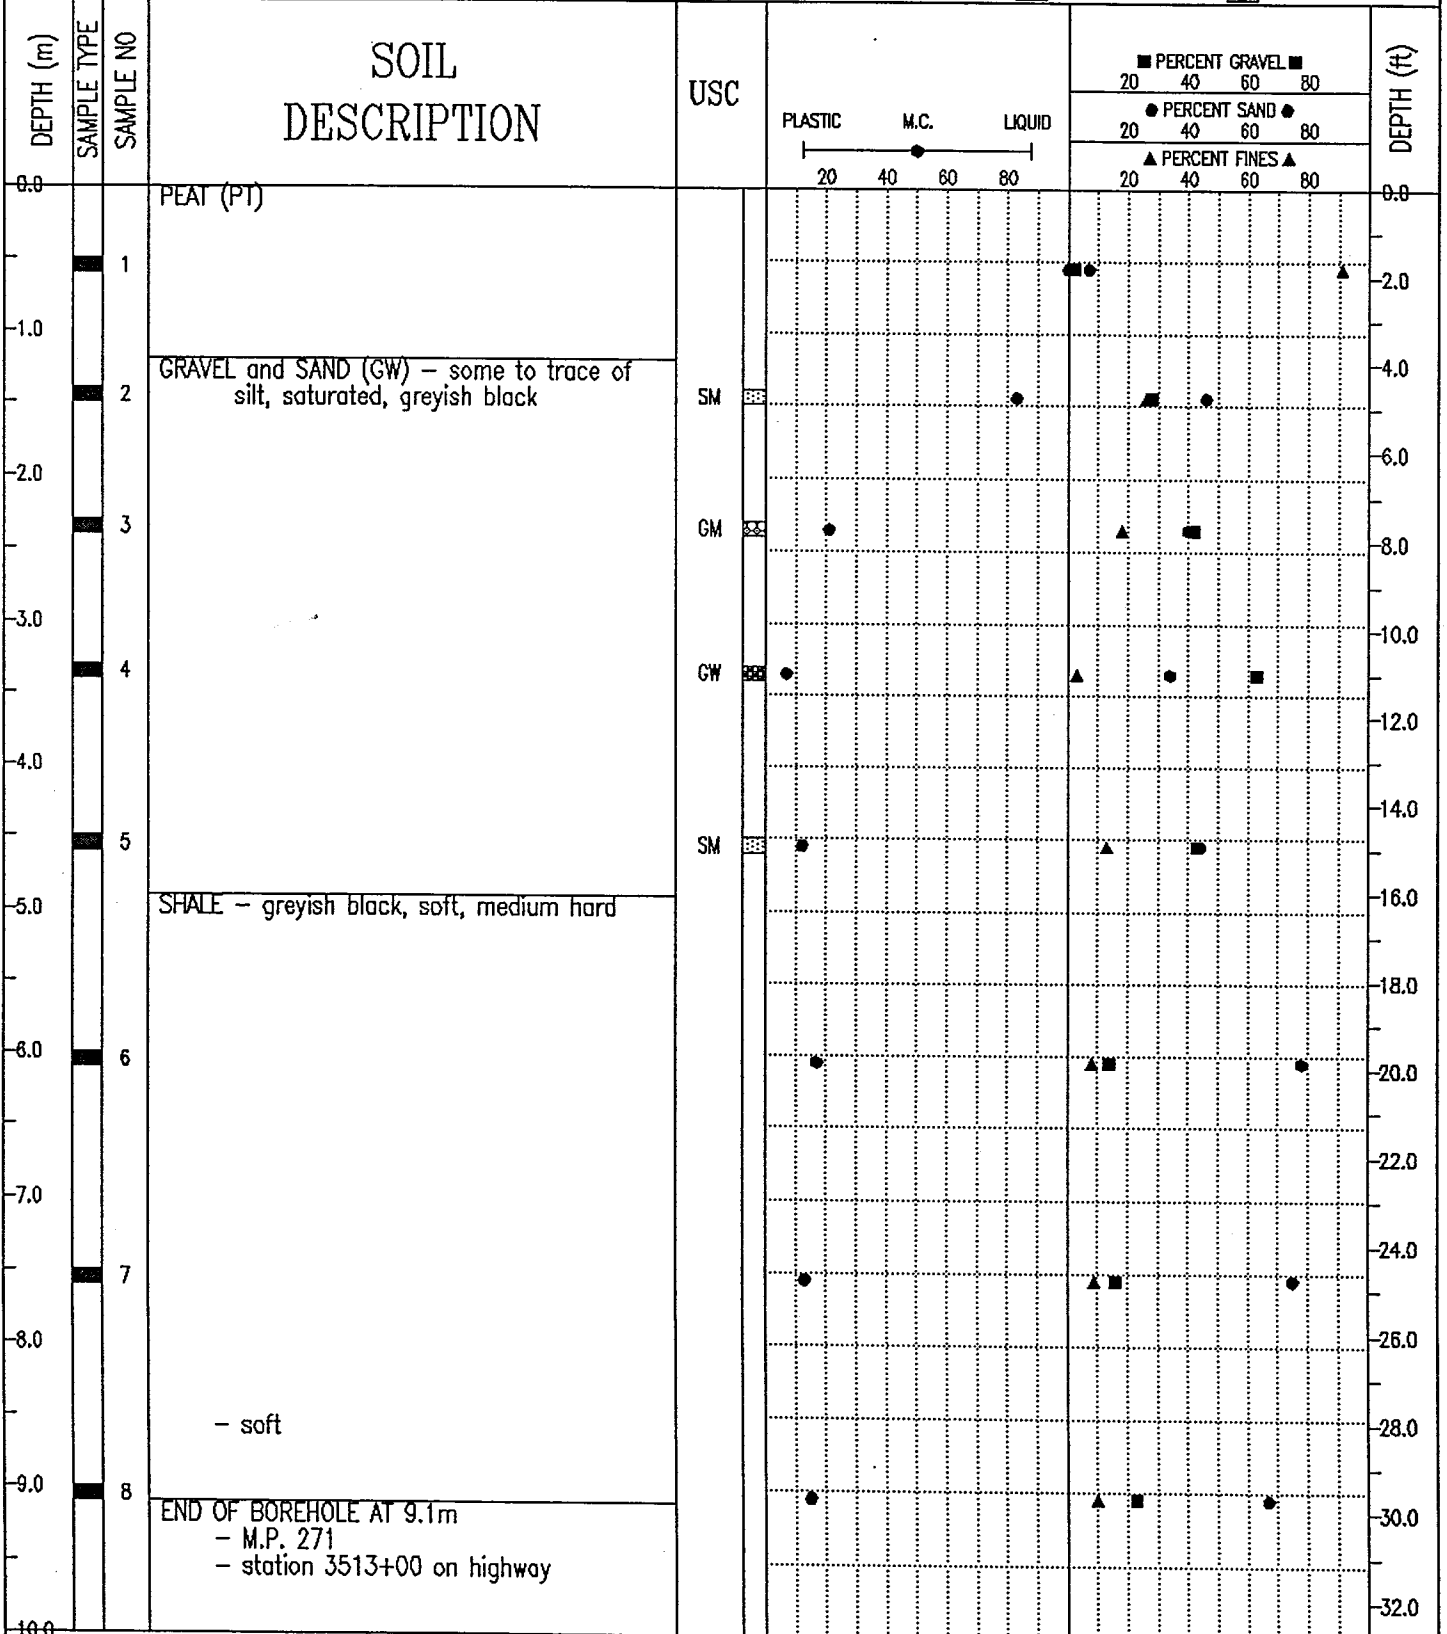 DEPTH (m)
SAMPLE TYPE
SAMPLE NO
SOIL
DESCRIPTION
USC
PLASTIC M.C. LIQUID
20 40 60 80
■ PERCENT GRAVEL ■
20 40 60 80
● PERCENT SAND ●
20 40 60 80
▲ PERCENT FINES ▲
20 40 60 80
DEPTH (ft)
0.0
PEAT (PT)
0.0
1
2.0
1.0
GRAVEL and SAND (GW) – some to trace of
silt, saturated, greyish black
4.0
2
SM
6.0
2.0
3
GM
8.0
3.0
10.0
4
GW
12.0
4.0
14.0
5
SM
16.0
5.0
SHALE – greyish black, soft, medium hard
18.0
6.0
6
20.0
22.0
7.0
24.0
7
26.0
8.0
– soft
28.0
9.0
8
END OF BOREHOLE AT 9.1m
30.0
– M.P. 271
– station 3513+00 on highway
32.0
10.0